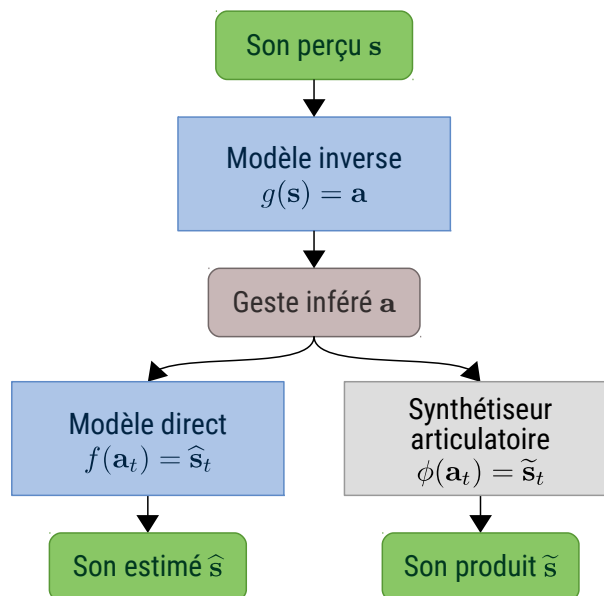 Son perçu s
Modèle inverse
g(s) = a
Geste inféré a
Modèle direct
f(a_t) = ŝ_t
Synthétiseur
articulatoire
ϕ(a_t) = s̃_t
Son estimé ŝ
Son produit s̃